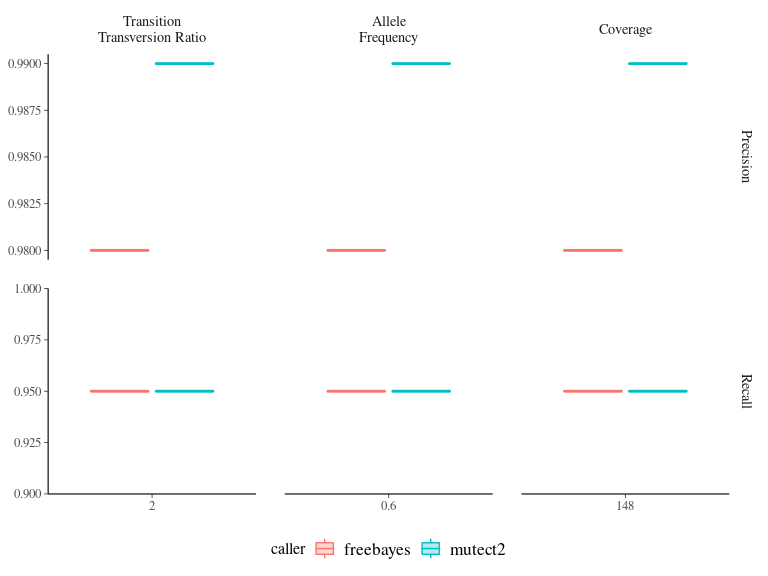 Transition
Transversion Ratio
Allele
Frequency
Coverage
0.9900
0.9875
0.9850
0.9825
0.9800
Precision
1.000
0.975
0.950
0.925
0.900
Recall
2
0.6
148
caller freebayes mutect2